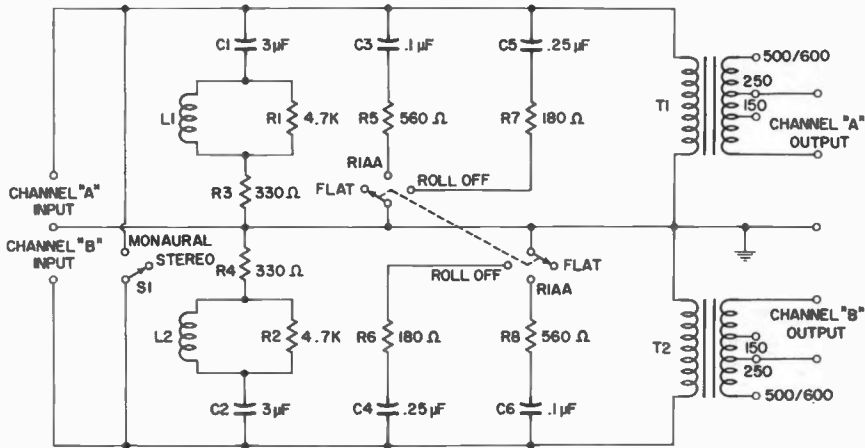 C1 3µF
C3 .1µF
C5 .25µF
L1
R1 4.7K
R5 560 Ω
R7 180 Ω
T1
500/600
250
150
CHANNEL "A"
OUTPUT
RIAA
ROLL OFF
FLAT
R3 330 Ω
CHANNEL "A"
INPUT
CHANNEL "B"
INPUT
MONAURAL
STEREO
S1
R4 330 Ω
ROLL OFF
FLAT
RIAA
L2
R2 4.7K
R6 180 Ω
R8 560 Ω
T2
CHANNEL "B"
OUTPUT
150
250
500/600
C2 3µF
C4 .25µF
C6 .1µF